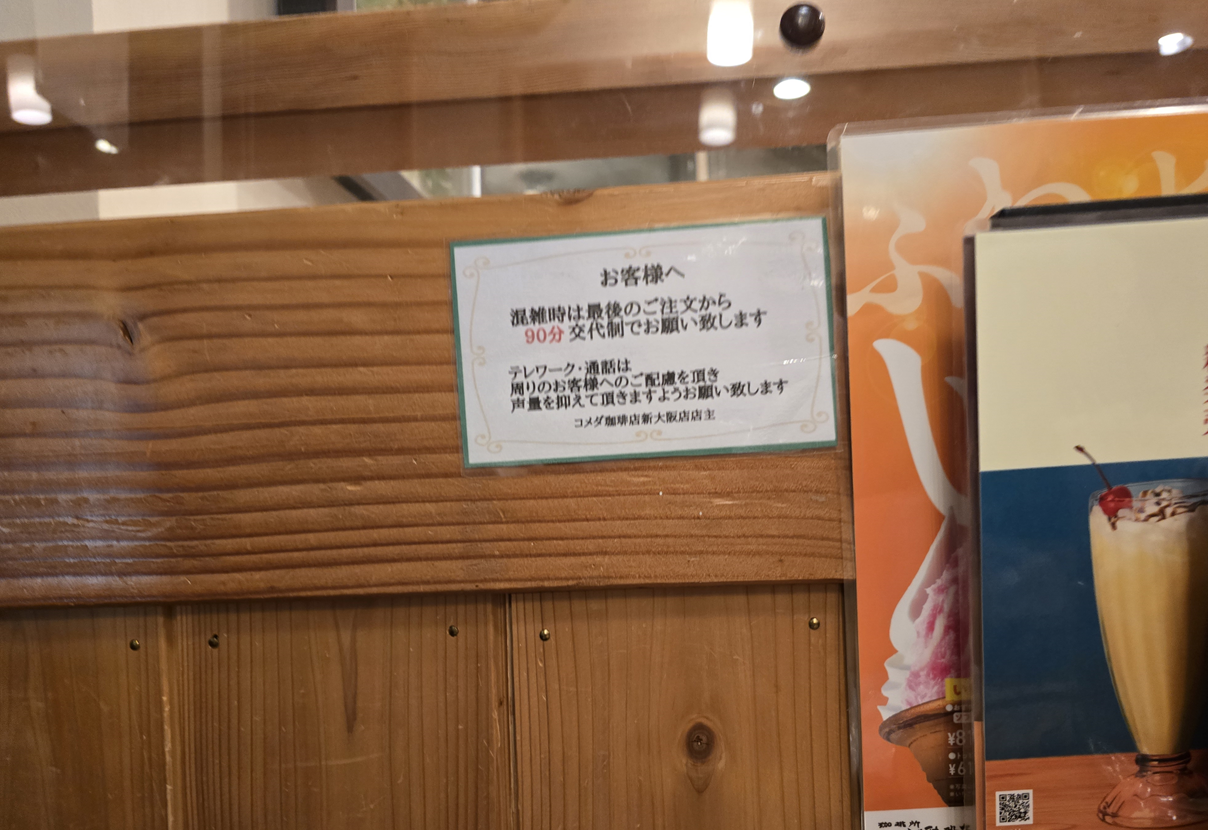 お客様へ
混雑時は最後のご注文から
90分 交代制でお願い致します
テレワーク・通話は
周りのお客様へのご配慮を頂き
声量を抑えて頂きますようお願い致します
コメダ珈琲店新大阪店店主
ふわ